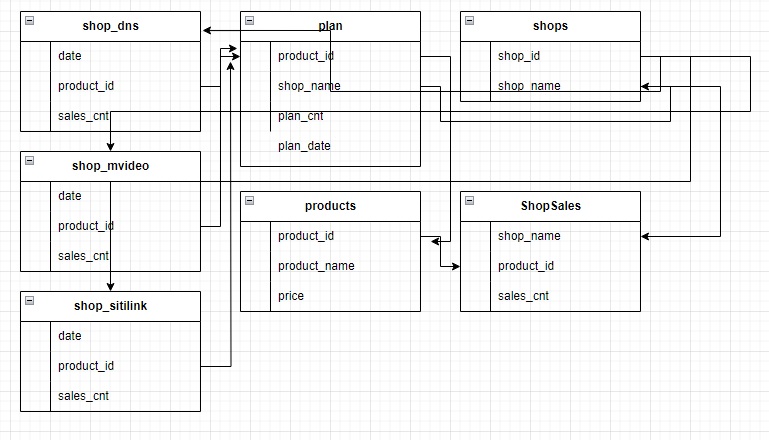 shop_dns
date
product_id
sales_cnt
plan
product_id
shop_name
plan_cnt
plan_date
shops
shop_id
shop_name
shop_mvideo
date
product_id
sales_cnt
products
product_id
product_name
price
ShopSales
shop_name
product_id
sales_cnt
shop_sitilink
date
product_id
sales_cnt